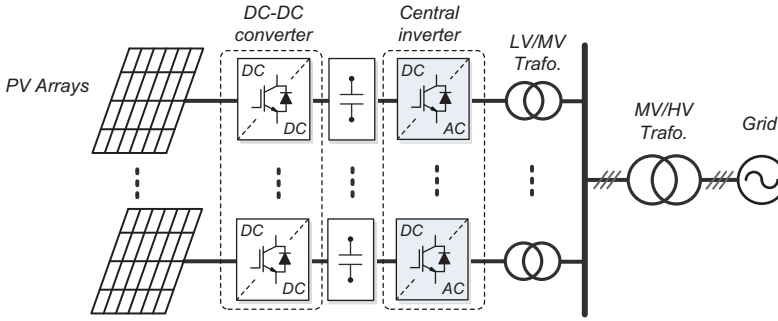 DC-DC
converter
Central
inverter
LV/MV
Trafo.
PV Arrays
MV/HV
Trafo.
Grid
DC
DC
DC
AC
DC
DC
DC
AC